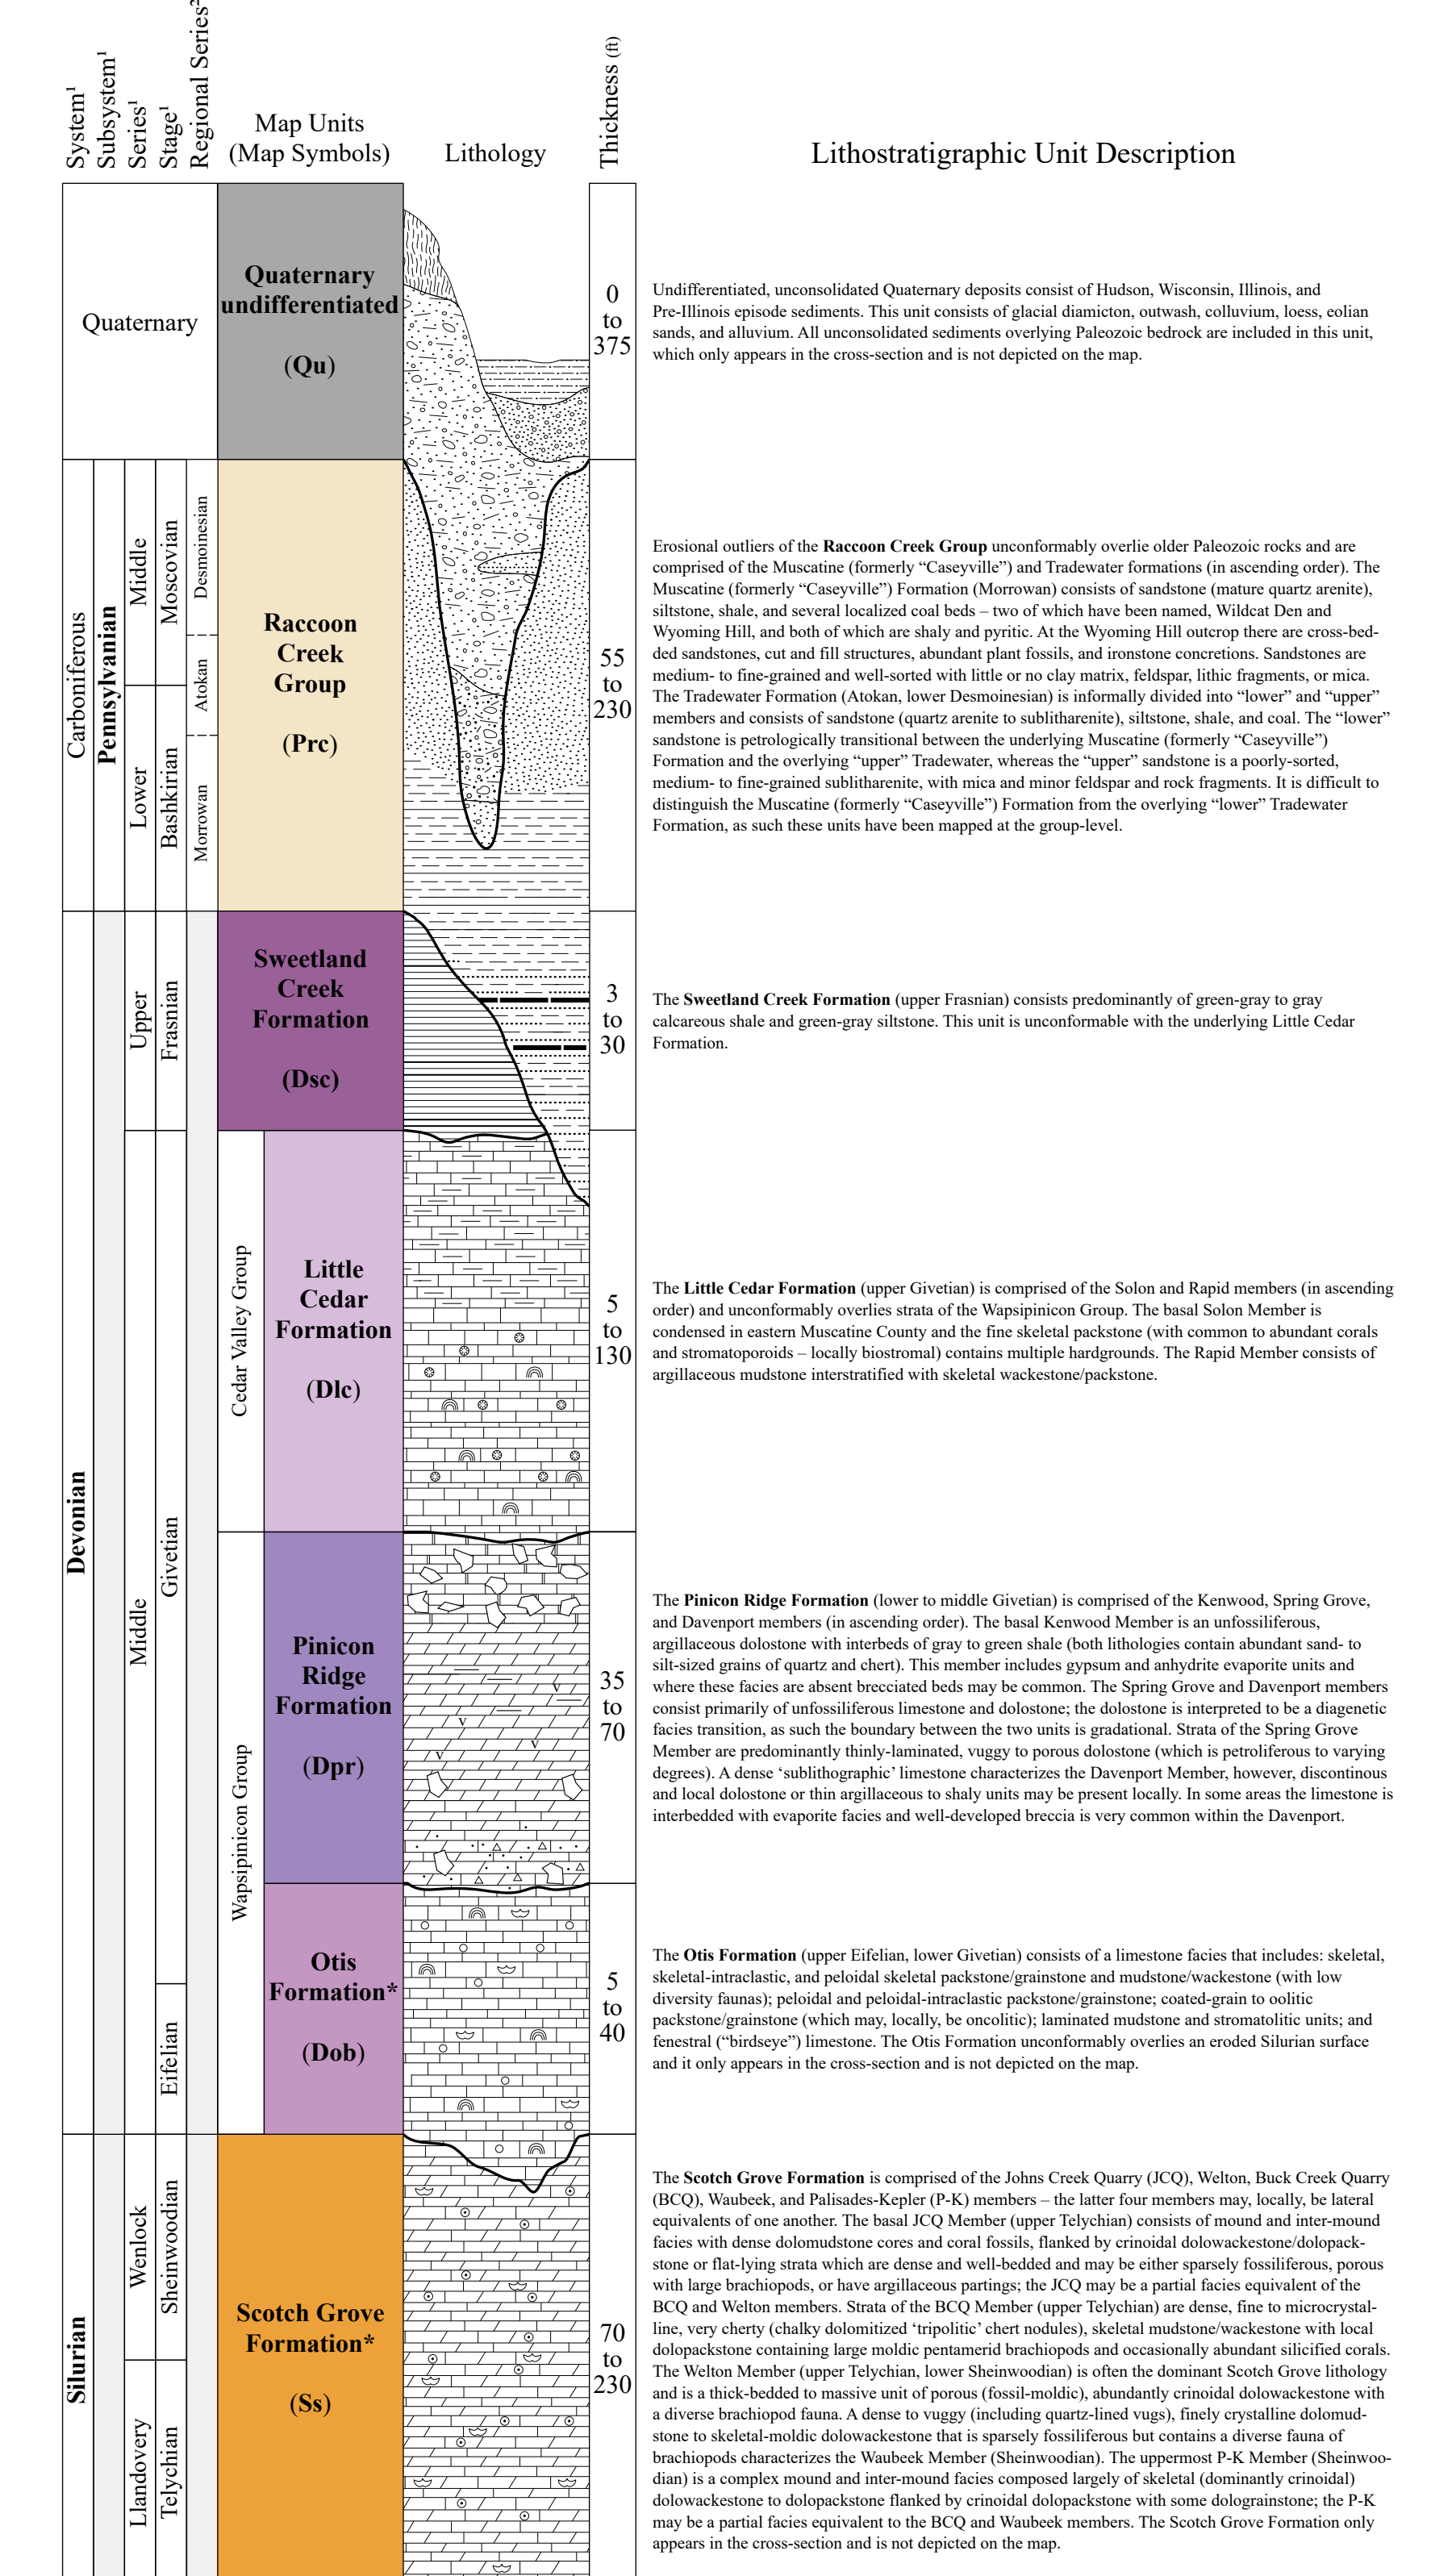 System¹
Subsystem¹
Series¹
Stage¹
Regional Series²
Map Units
(Map Symbols)
Lithology
Thickness (ft)
Lithostratigraphic Unit Description
Quaternary
Quaternary
undifferentiated
(Qu)
0
to
375
Undifferentiated, unconsolidated Quaternary deposits consist of Hudson, Wisconsin, Illinois, and
Pre-Illinois episode sediments. This unit consists of glacial diamicton, outwash, colluvium, loess, eolian
sands, and alluvium. All unconsolidated sediments overlying Paleozoic bedrock are included in this unit,
which only appears in the cross-section and is not depicted on the map.
Carboniferous
Pennsylvanian
Middle
Lower
Moscovian
Bashkirian
Desmoinesian
Atokan
Morrowan
Raccoon
Creek
Group
(Prc)
55
to
230
Erosional outliers of the Raccoon Creek Group unconformably overlie older Paleozoic rocks and are
comprised of the Muscatine (formerly “Caseyville”) and Tradewater formations (in ascending order). The
Muscatine (formerly “Caseyville”) Formation (Morrowan) consists of sandstone (mature quartz arenite),
siltstone, shale, and several localized coal beds – two of which have been named, Wildcat Den and
Wyoming Hill, and both of which are shaly and pyritic. At the Wyoming Hill outcrop there are cross-bed-
ded sandstones, cut and fill structures, abundant plant fossils, and ironstone concretions. Sandstones are
medium- to fine-grained and well-sorted with little or no clay matrix, feldspar, lithic fragments, or mica.
The Tradewater Formation (Atokan, lower Desmoinesian) is informally divided into “lower” and “upper”
members and consists of sandstone (quartz arenite to sublitharenite), siltstone, shale, and coal. The “lower”
sandstone is petrologically transitional between the underlying Muscatine (formerly “Caseyville”)
Formation and the overlying “upper” Tradewater, whereas the “upper” sandstone is a poorly-sorted,
medium- to fine-grained sublitharenite, with mica and minor feldspar and rock fragments. It is difficult to
distinguish the Muscatine (formerly “Caseyville”) Formation from the overlying “lower” Tradewater
Formation, as such these units have been mapped at the group-level.
Devonian
Upper
Frasnian
Sweetland
Creek
Formation
(Dsc)
3
to
30
The Sweetland Creek Formation (upper Frasnian) consists predominantly of green-gray to gray
calcareous shale and green-gray siltstone. This unit is unconformable with the underlying Little Cedar
Formation.
Middle
Givetian
Cedar Valley Group
Little
Cedar
Formation
(Dlc)
5
to
130
The Little Cedar Formation (upper Givetian) is comprised of the Solon and Rapid members (in ascending
order) and unconformably overlies strata of the Wapsipinicon Group. The basal Solon Member is
condensed in eastern Muscatine County and the fine skeletal packstone (with common to abundant corals
and stromatoporoids – locally biostromal) contains multiple hardgrounds. The Rapid Member consists of
argillaceous mudstone interstratified with skeletal wackestone/packstone.
Wapsipinicon Group
Pinicon
Ridge
Formation
(Dpr)
V
V
V
V
35
to
70
The Pinicon Ridge Formation (lower to middle Givetian) is comprised of the Kenwood, Spring Grove,
and Davenport members (in ascending order). The basal Kenwood Member is an unfossiliferous,
argillaceous dolostone with interbeds of gray to green shale (both lithologies contain abundant sand- to
silt-sized grains of quartz and chert). This member includes gypsum and anhydrite evaporite units and
where these facies are absent brecciated beds may be common. The Spring Grove and Davenport members
consist primarily of unfossiliferous limestone and dolostone; the dolostone is interpreted to be a diagenetic
facies transition, as such the boundary between the two units is gradational. Strata of the Spring Grove
Member are predominantly thinly-laminated, vuggy to porous dolostone (which is petroliferous to varying
degrees). A dense ‘sublithographic’ limestone characterizes the Davenport Member, however, discontinous
and local dolostone or thin argillaceous to shaly units may be present locally. In some areas the limestone is
interbedded with evaporite facies and well-developed breccia is very common within the Davenport.
Eifelian
Otis
Formation*
(Dob)
5
to
40
The Otis Formation (upper Eifelian, lower Givetian) consists of a limestone facies that includes: skeletal,
skeletal-intraclastic, and peloidal skeletal packstone/grainstone and mudstone/wackestone (with low
diversity faunas); peloidal and peloidal-intraclastic packstone/grainstone; coated-grain to oolitic
packstone/grainstone (which may, locally, be oncolitic); laminated mudstone and stromatolitic units; and
fenestral (“birdseye”) limestone. The Otis Formation unconformably overlies an eroded Silurian surface
and it only appears in the cross-section and is not depicted on the map.
Silurian
Wenlock
Llandovery
Sheinwoodian
Telychian
Scotch Grove
Formation*
(Ss)
70
to
230
The Scotch Grove Formation is comprised of the Johns Creek Quarry (JCQ), Welton, Buck Creek Quarry
(BCQ), Waubeek, and Palisades-Kepler (P-K) members – the latter four members may, locally, be lateral
equivalents of one another. The basal JCQ Member (upper Telychian) consists of mound and inter-mound
facies with dense dolomudstone cores and coral fossils, flanked by crinoidal dolowackestone/dolopack-
stone or flat-lying strata which are dense and well-bedded and may be either sparsely fossiliferous, porous
with large brachiopods, or have argillaceous partings; the JCQ may be a partial facies equivalent of the
BCQ and Welton members. Strata of the BCQ Member (upper Telychian) are dense, fine to microcrystal-
line, very cherty (chalky dolomitized ‘tripolitic’ chert nodules), skeletal mudstone/wackestone with local
dolopackstone containing large moldic pentamerid brachiopods and occasionally abundant silicified corals.
The Welton Member (upper Telychian, lower Sheinwoodian) is often the dominant Scotch Grove lithology
and is a thick-bedded to massive unit of porous (fossil-moldic), abundantly crinoidal dolowackestone with
a diverse brachiopod fauna. A dense to vuggy (including quartz-lined vugs), finely crystalline dolomud-
stone to skeletal-moldic dolowackestone that is sparsely fossiliferous but contains a diverse fauna of
brachiopods characterizes the Waubeek Member (Sheinwoodian). The uppermost P-K Member (Sheinwoo-
dian) is a complex mound and inter-mound facies composed largely of skeletal (dominantly crinoidal)
dolowackestone to dolopackstone flanked by crinoidal dolopackstone with some dolograinstone; the P-K
may be a partial facies equivalent to the BCQ and Waubeek members. The Scotch Grove Formation only
appears in the cross-section and is not depicted on the map.